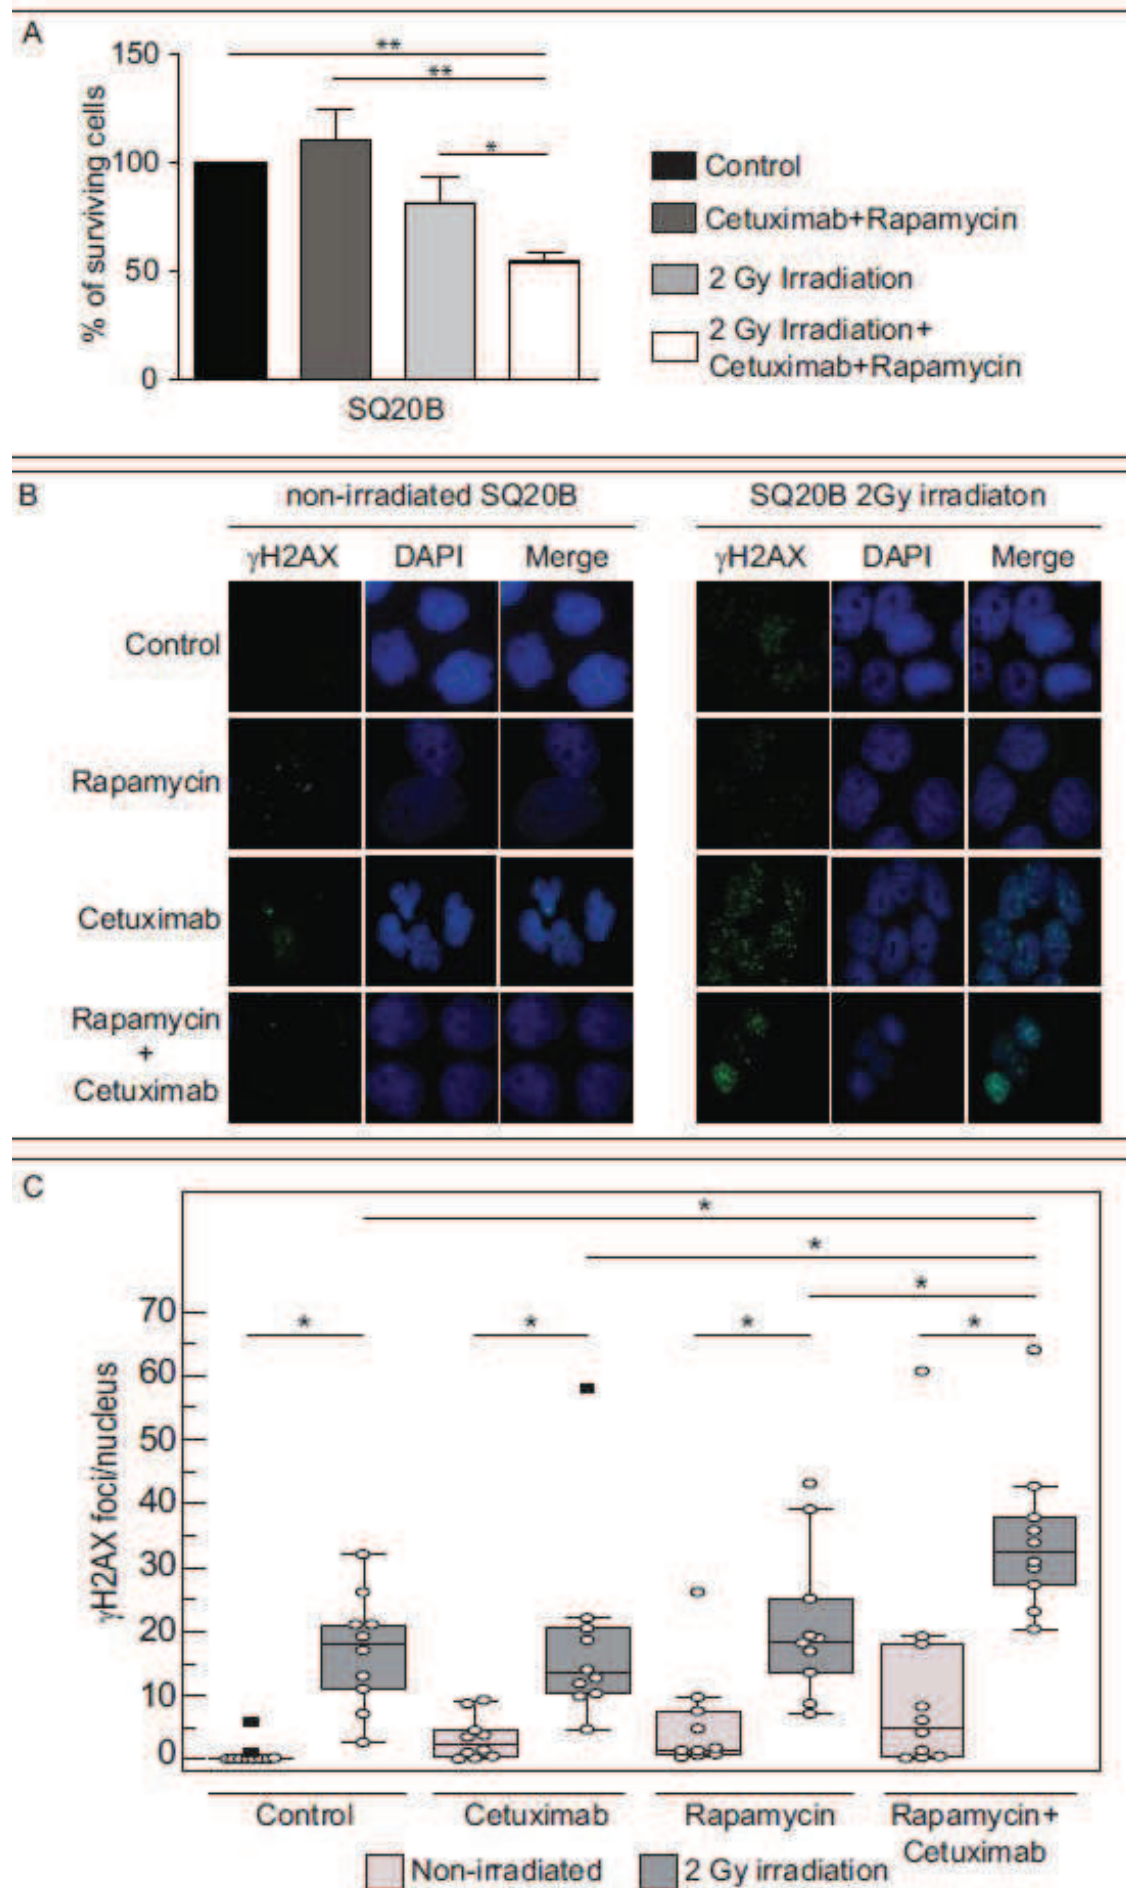 A
**
**
*
150
100
50
0
% of surviving cells
SQ20B
Control
Cetuximab+Rapamycin
2 Gy Irradiation
2 Gy Irradiation+
Cetuximab+Rapamycin
B
non-irradiated SQ20B
SQ20B 2Gy irradiaton
γH2AX DAPI Merge
γH2AX DAPI Merge
Control
Rapamycin
Cetuximab
Rapamycin
+
Cetuximab
C
*
*
*
* * * *
70
60
50
40
30
20
10
0
γH2AX foci/nucleus
Control Cetuximab Rapamycin Rapamycin+
Cetuximab
Non-irradiated 2 Gy irradiation